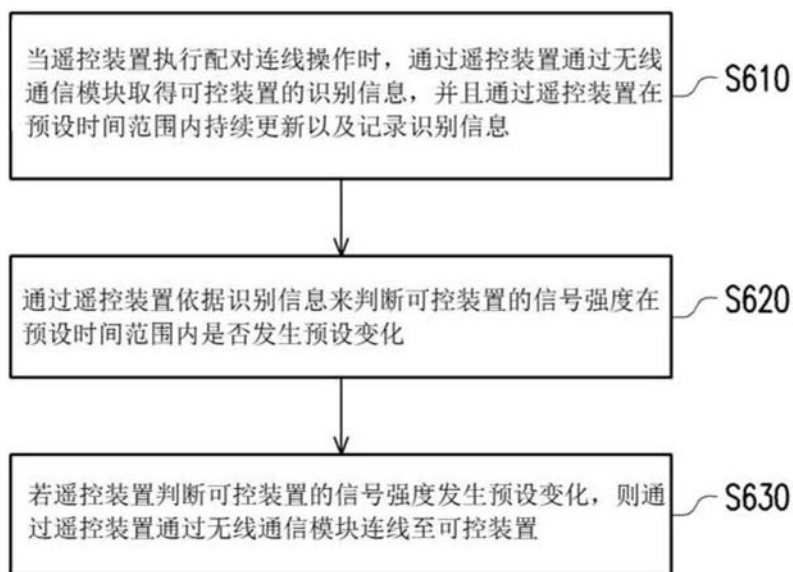 当遥控装置执行配对连线操作时，通过遥控装置通过无线
通信模块取得可控装置的识别信息，并且通过遥控装置在
预设时间范围内持续更新以及记录识别信息
S610
通过遥控装置依据识别信息来判断可控装置的信号强度在
预设时间范围内是否发生预设变化
S620
若遥控装置判断可控装置的信号强度发生预设变化，则通
过遥控装置通过无线通信模块连线至可控装置
S630